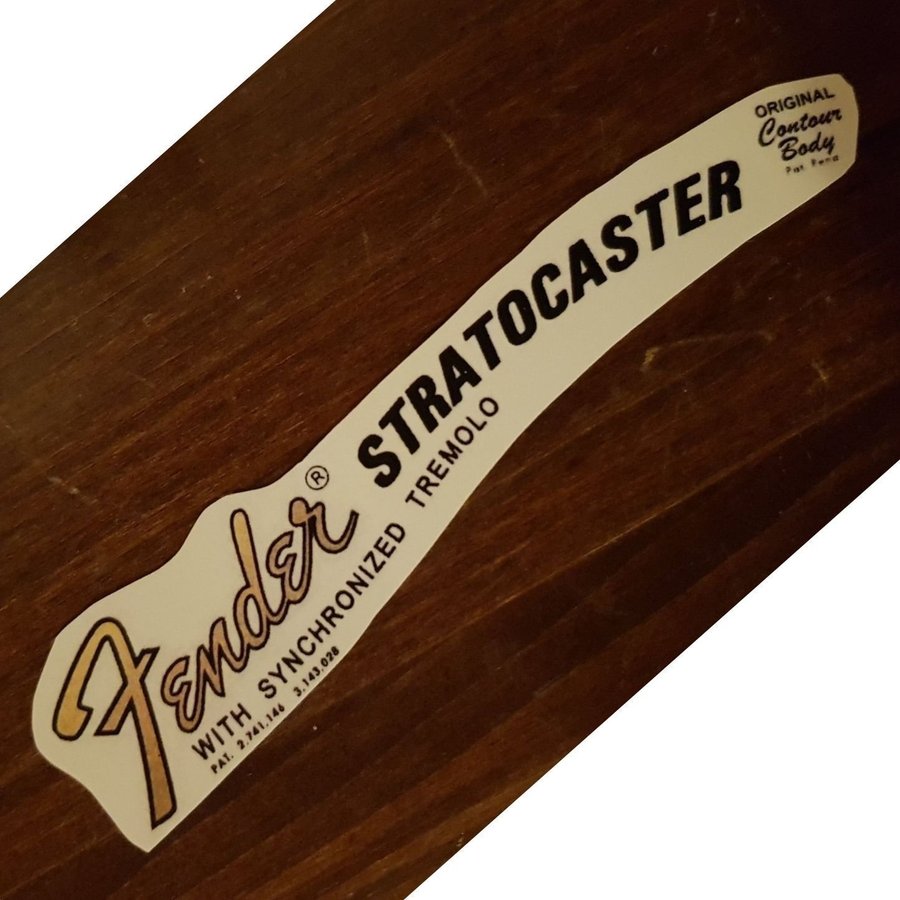 Fender® STRATOCASTER
WITH SYNCHRONIZED TREMOLO
PAT. 2,741,146 3,143,028
ORIGINAL
Contour
Body
Pat. Pend